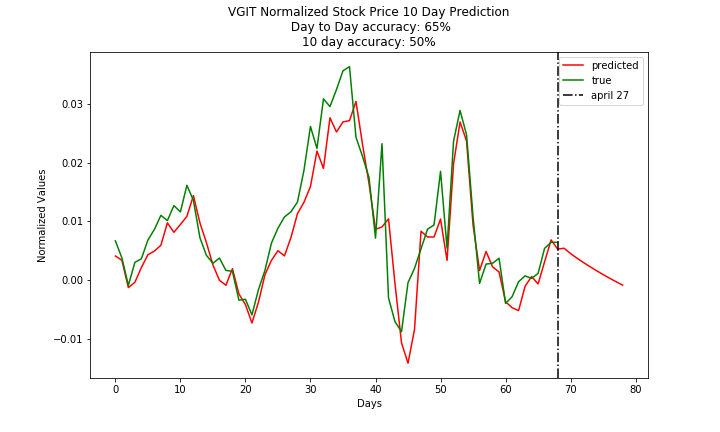 VGIT Normalized Stock Price 10 Day Prediction
Day to Day accuracy: 65%
10 day accuracy: 50%
predicted
true
april 27
Normalized Values
0.03
0.02
0.01
0.00
−0.01
0 10 20 30 40 50 60 70 80
Days